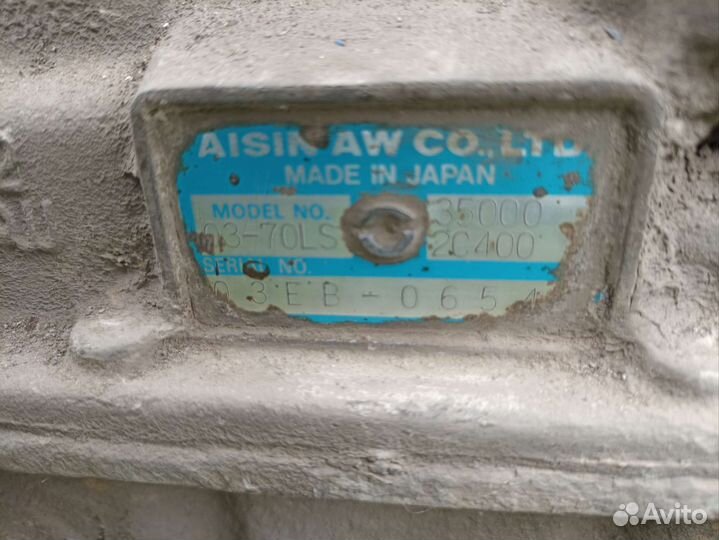 AISIN AW CO., LTD
MADE IN JAPAN
MODEL NO. 35000
03-70LS 2C400
SERIAL NO.
03EB-0654
Avito